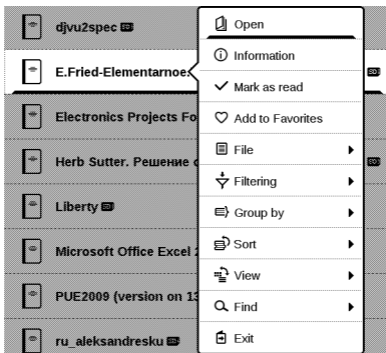 djvu2spec
E.Fried-Elementarnoe
Electronics Projects Fo
Herb Sutter. Решение
Liberty
Microsoft Office Excel
PUE2009 (version on 13
ru_aleksandresku
Open
Information
Mark as read
Add to Favorites
File
Filtering
Group by
Sort
View
Find
Exit